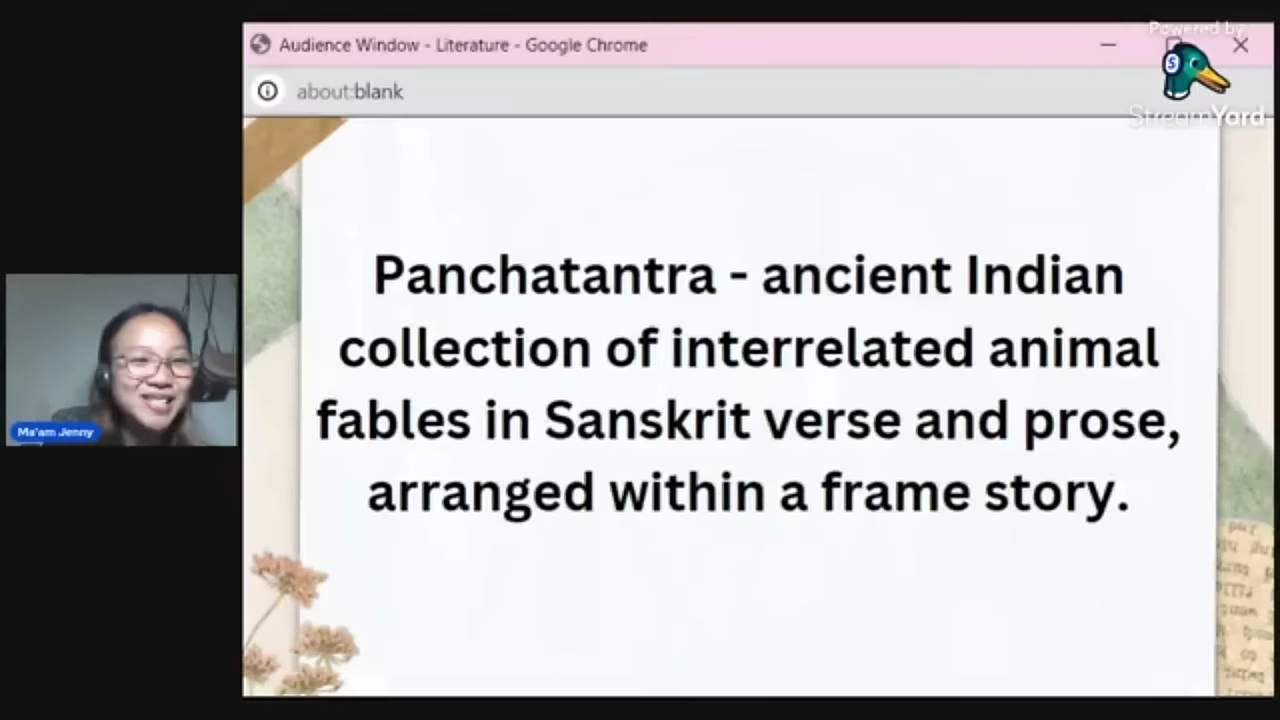 Audience Window - Literature - Google Chrome
Powered by
about:blank
StreamYard
Panchatantra - ancient Indian
collection of interrelated animal
fables in Sanskrit verse and prose,
arranged within a frame story.
Ma'am Jenny